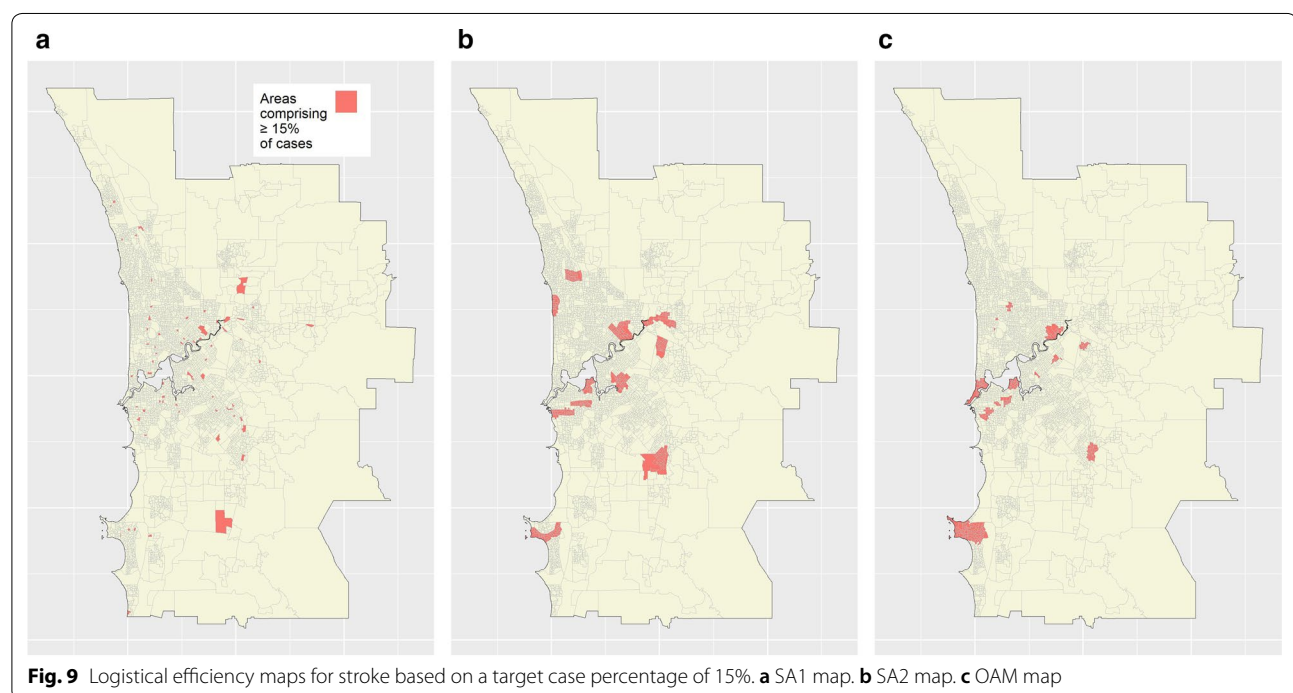 a
b
c
Areas
comprising
≥ 15%
of cases
Fig. 9 Logistical efficiency maps for stroke based on a target case percentage of 15%. a SA1 map. b SA2 map. c OAM map